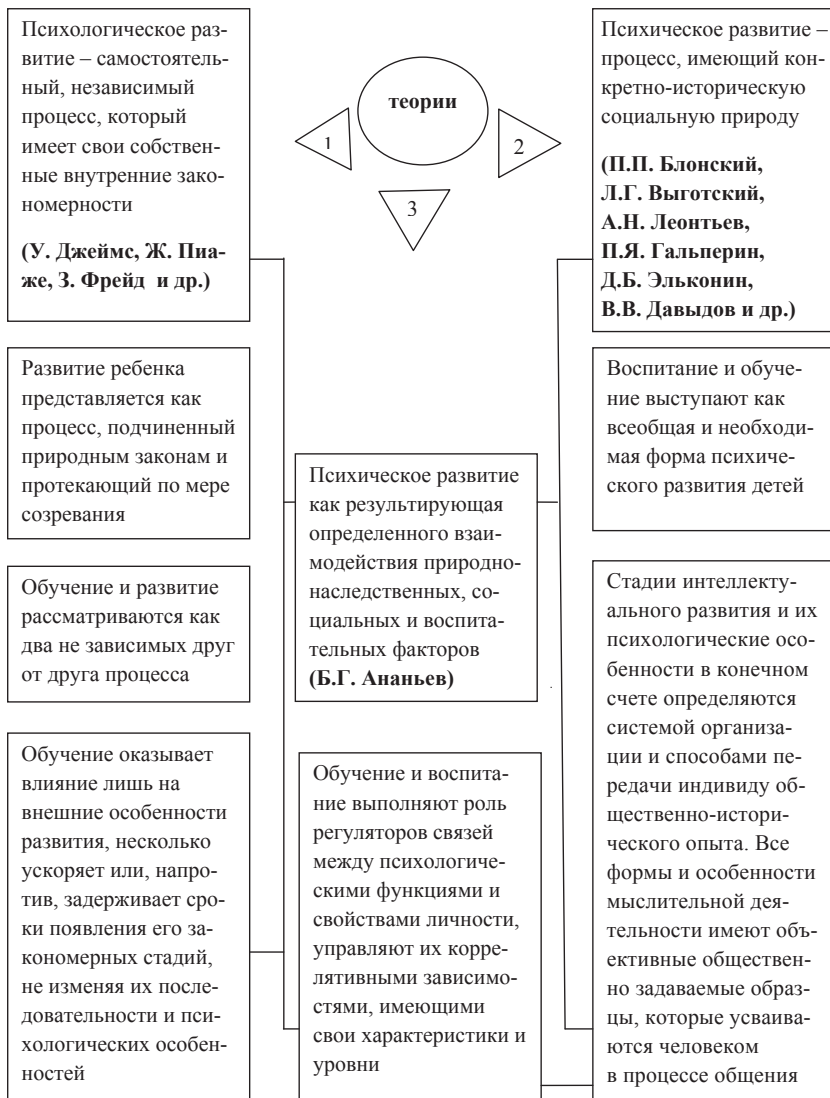 Психологическое раз-
витие – самостоятель-
ный, независимый
процесс, который
имеет свои собствен-
ные внутренние зако-
номерности
(У. Джеймс, Ж. Пиа-
же, З. Фрейд и др.)
теории
1
2
3
Психическое развитие –
процесс, имеющий кон-
кретно-историческую
социальную природу
(П.П. Блонский,
Л.Г. Выготский,
А.Н. Леонтьев,
П.Я. Гальперин,
Д.Б. Эльконин,
В.В. Давыдов и др.)
Развитие ребенка
представляется как
процесс, подчиненный
природным законам и
протекающий по мере
созревания
Обучение и развитие
рассматриваются как
два не зависимых друг
от друга процесса
Обучение оказывает
влияние лишь на
внешние особенности
развития, несколько
ускоряет или, напро-
тив, задерживает сро-
ки появления его за-
кономерных стадий,
не изменяя их после-
довательности и пси-
хологических особен-
ностей
Психическое развитие
как результирующая
определенного взаи-
модействия природно-
наследственных, со-
циальных и воспита-
тельных факторов
(Б.Г. Ананьев)
Обучение и воспита-
ние выполняют роль
регуляторов связей
между психологиче-
скими функциями и
свойствами личности,
управляют их корре-
лятивными зависимо-
стями, имеющими
свои характеристики и
уровни
Воспитание и обуче-
ние выступают как
всеобщая и необходи-
мая форма психиче-
ского развития детей
Стадии интеллекту-
ального развития и их
психологические осо-
бенности в конечном
счете определяются
системой организа-
ции и способами пе-
редачи индивиду об-
щественно-истори-
ческого опыта. Все
формы и особенности
мыслительной дея-
тельности имеют объ-
ективные обществен-
но задаваемые образ-
цы, которые усваива-
ются человеком
в процессе общения